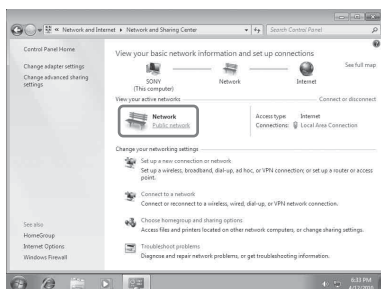 « Network and Internet ▸ Network and Sharing Center
Search Control Panel
Control Panel Home
Change adapter settings
Change advanced sharing
settings
View your basic network information and set up connections
See full map
SONY
(This computer)
Network
Internet
View your active networks
Connect or disconnect
Network
Public network
Access type: Internet
Connections: Local Area Connection
Change your networking settings
Set up a new connection or network
Set up a wireless, broadband, dial-up, ad hoc, or VPN connection; or set up a router or access
point.
Connect to a network
Connect or reconnect to a wireless, wired, dial-up, or VPN network connection.
Choose homegroup and sharing options
Access files and printers located on other network computers, or change sharing settings.
Troubleshoot problems
Diagnose and repair network problems, or get troubleshooting information.
See also
HomeGroup
Internet Options
Windows Firewall
6:33 PM
4/12/2010